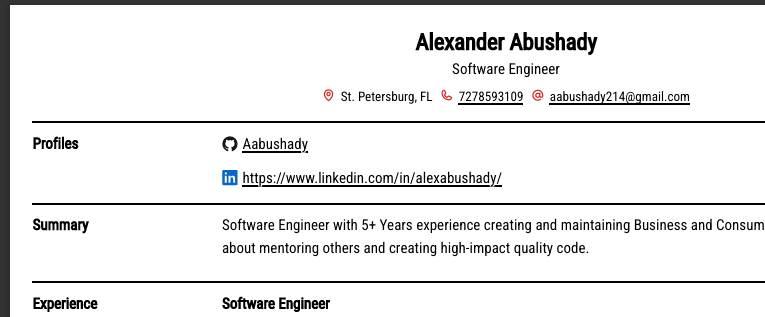 Alexander Abushady
Software Engineer
St. Petersburg, FL 7278593109 aabushady214@gmail.com
Profiles
Aabushady
https://www.linkedin.com/in/alexabushady/
Summary
Software Engineer with 5+ Years experience creating and maintaining Business and Consum
about mentoring others and creating high-impact quality code.
Experience
Software Engineer